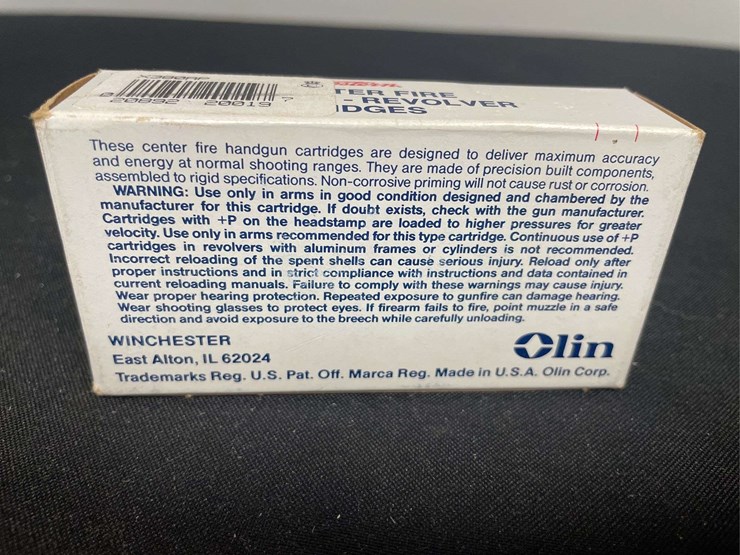 X380AHP
0 20892 20019 7
Western
TER FIRE
- REVOLVER
IDGES
These center fire handgun cartridges are designed to deliver maximum accuracy
and energy at normal shooting ranges. They are made of precision built components,
assembled to rigid specifications. Non-corrosive priming will not cause rust or corrosion.
WARNING: Use only in arms in good condition designed and chambered by the
manufacturer for this cartridge. If doubt exists, check with the gun manufacturer.
Cartridges with +P on the headstamp are loaded to higher pressures for greater
velocity. Use only in arms recommended for this type cartridge. Continuous use of +P
cartridges in revolvers with aluminum frames or cylinders is not recommended.
Incorrect reloading of the spent shells can cause serious injury. Reload only after
proper instructions and in strict compliance with instructions and data contained in
current reloading manuals. Failure to comply with these warnings may cause injury.
Wear proper hearing protection. Repeated exposure to gunfire can damage hearing.
Wear shooting glasses to protect eyes. If firearm fails to fire, point muzzle in a safe
direction and avoid exposure to the breech while carefully unloading.
WINCHESTER
Olin
East Alton, IL 62024
Trademarks Reg. U.S. Pat. Off. Marca Reg. Made in U.S.A. Olin Corp.